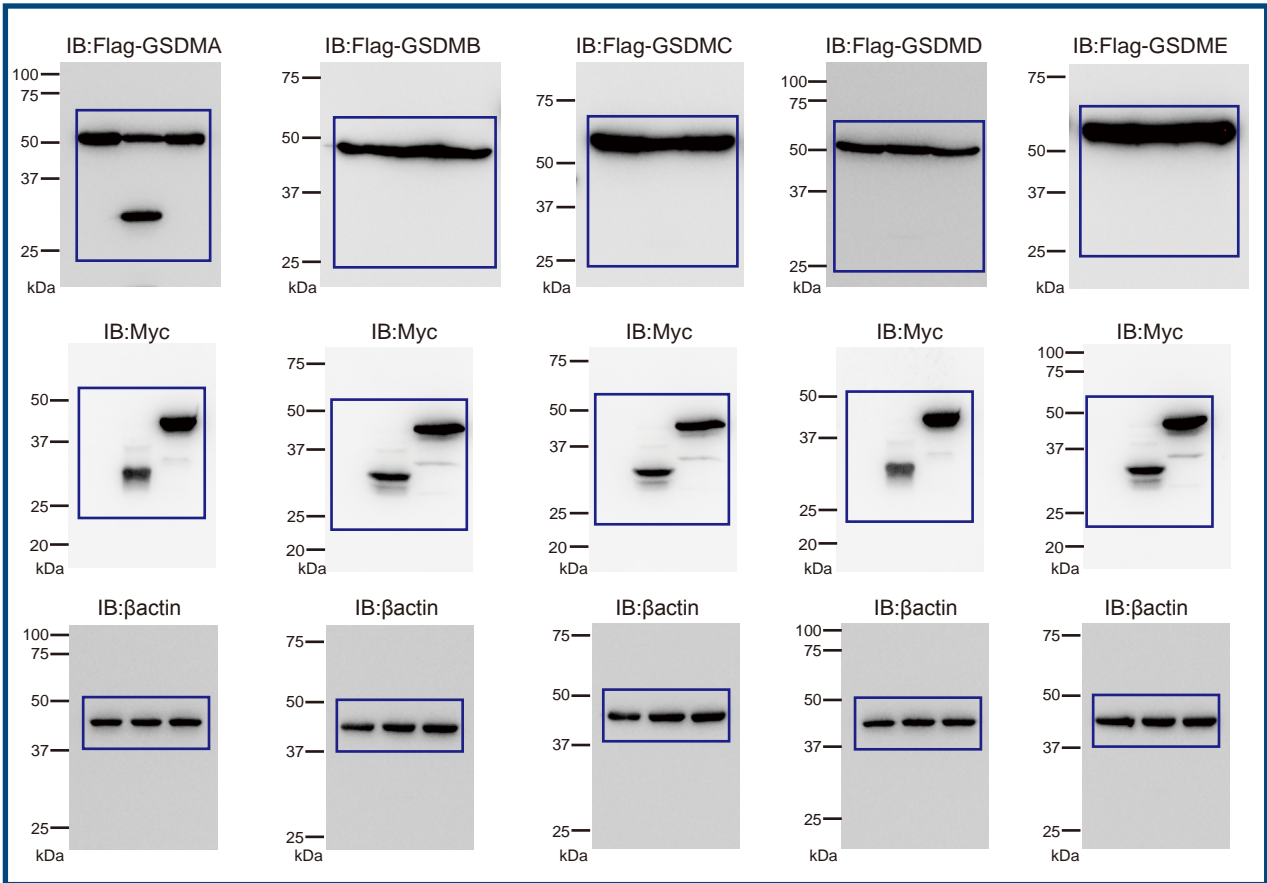 IB:Flag-GSDMA
100
75
50
37
25
kDa
IB:Flag-GSDMB
75
50
37
25
kDa
IB:Flag-GSDMC
75
50
37
25
kDa
IB:Flag-GSDMD
100
75
50
37
25
kDa
IB:Flag-GSDME
75
50
37
25
kDa
IB:Myc
50
37
25
20
kDa
IB:Myc
75
50
37
25
20
kDa
IB:Myc
75
50
37
25
20
kDa
IB:Myc
50
37
25
20
kDa
IB:Myc
100
75
50
37
25
20
kDa
IB:βactin
100
75
50
37
25
kDa
IB:βactin
75
50
37
25
kDa
IB:βactin
75
50
37
25
kDa
IB:βactin
100
75
50
37
25
kDa
IB:βactin
75
50
37
25
kDa